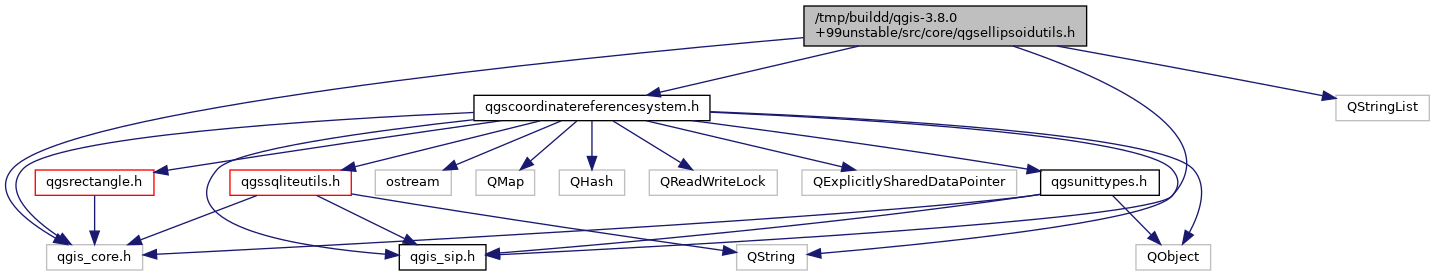 /tmp/buildd/qgis-3.8.0
+99unstable/src/core/qgsellipsoidutils.h
qgscoordinatereferencesystem.h
QStringList
qgsrectangle.h
qgssqliteutils.h
ostream
QMap
QHash
QReadWriteLock
QExplicitlySharedDataPointer
qgsunittypes.h
qgis_core.h
qgis_sip.h
QString
QObject